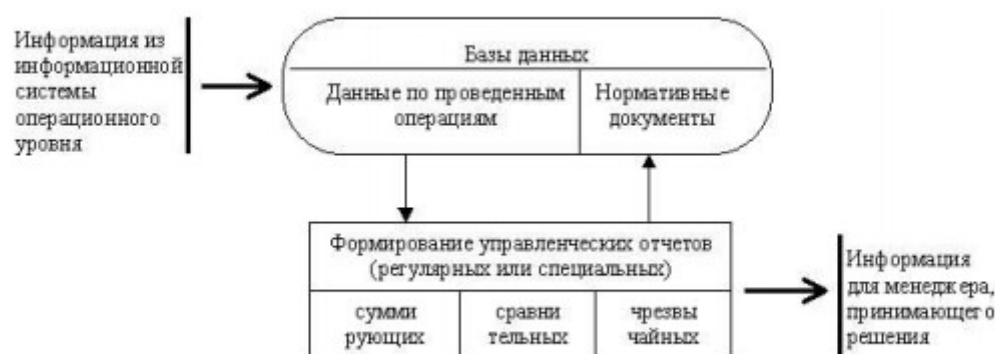 Информация из
информационной
системы
операционного
уровня
Базы данных
Данные по проведенным
операциям
Нормативные
документы
Формирование управленческих отчетов
(регулярных или специальных)
сумми
рующих
сравни
тельных
чрезвы
чайных
Информация
для менеджера,
принимающего
решения